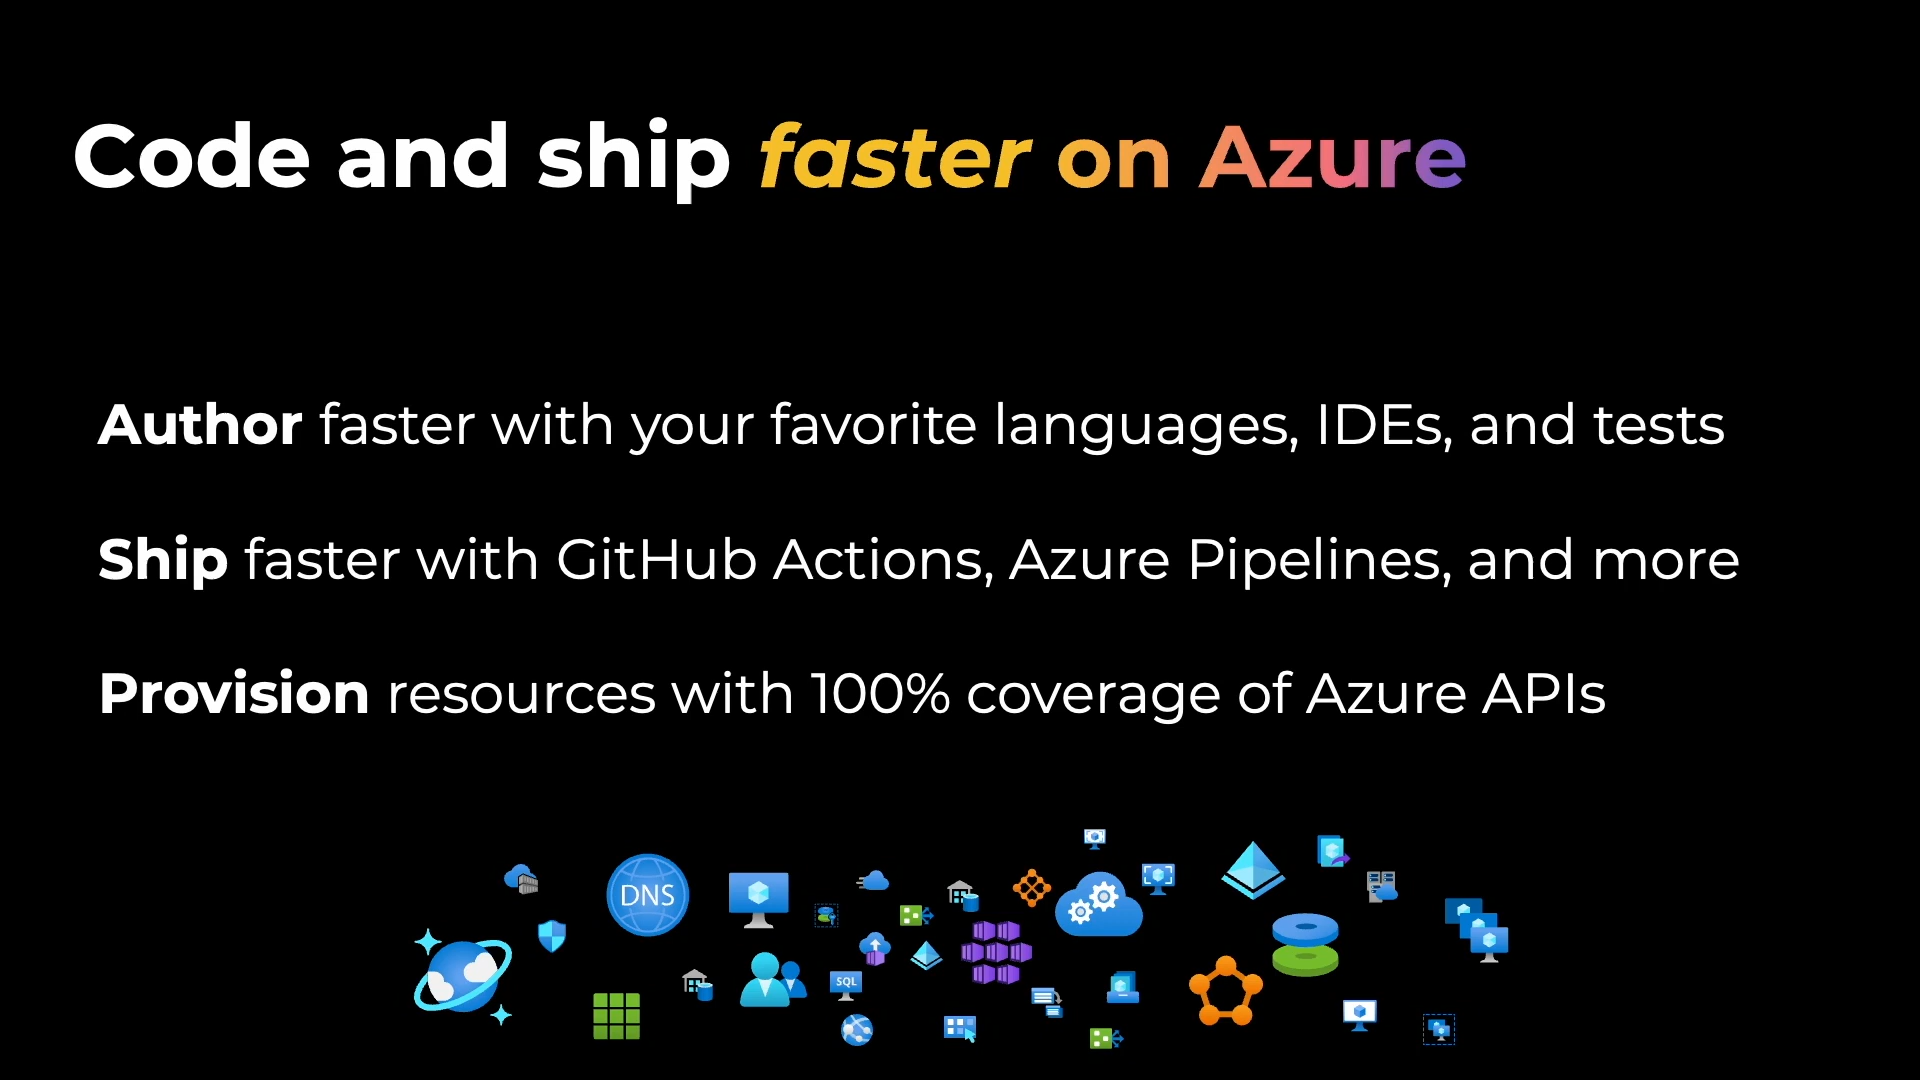 Code and ship faster on Azure
Author faster with your favorite languages, IDEs, and tests
Ship faster with GitHub Actions, Azure Pipelines, and more
Provision resources with 100% coverage of Azure APIs
DNS
SQL